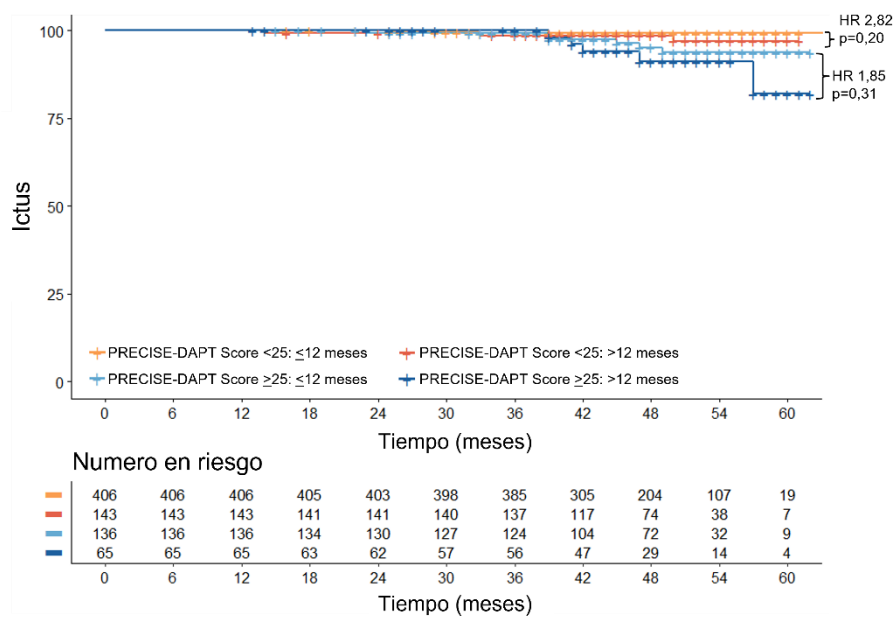 HR 2,82
p=0,20
HR 1,85
p=0,31
100
75
50
25
0
Ictus
PRECISE-DAPT Score <25: ≤12 meses
PRECISE-DAPT Score <25: >12 meses
PRECISE-DAPT Score ≥25: ≤12 meses
PRECISE-DAPT Score ≥25: >12 meses
0 6 12 18 24 30 36 42 48 54 60
Tiempo (meses)
Numero en riesgo
406 406 406 405 403 398 385 305 204 107 19
143 143 143 141 141 140 137 117 74 38 7
136 136 136 134 130 127 124 104 72 32 9
65 65 65 63 62 57 56 47 29 14 4
0 6 12 18 24 30 36 42 48 54 60
Tiempo (meses)